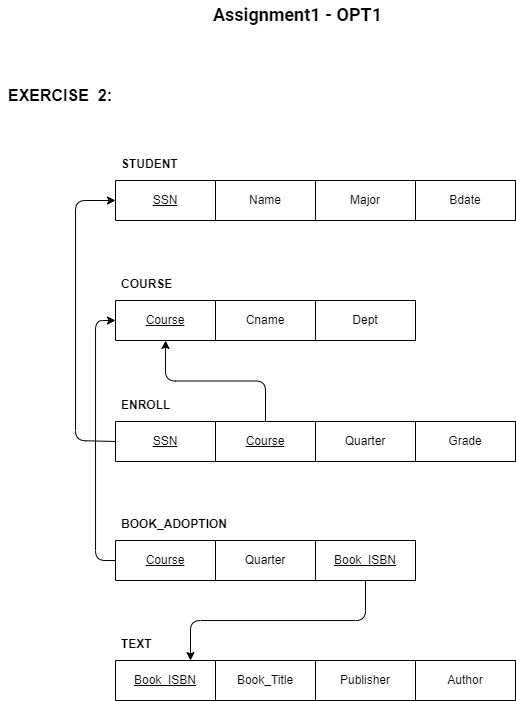 Assignment1 - OPT1
EXERCISE 2:
STUDENT
SSN Name Major Bdate
COURSE
Course Cname Dept
ENROLL
SSN Course Quarter Grade
BOOK_ADOPTION
Course Quarter Book_ISBN
TEXT
Book_ISBN Book_Title Publisher Author